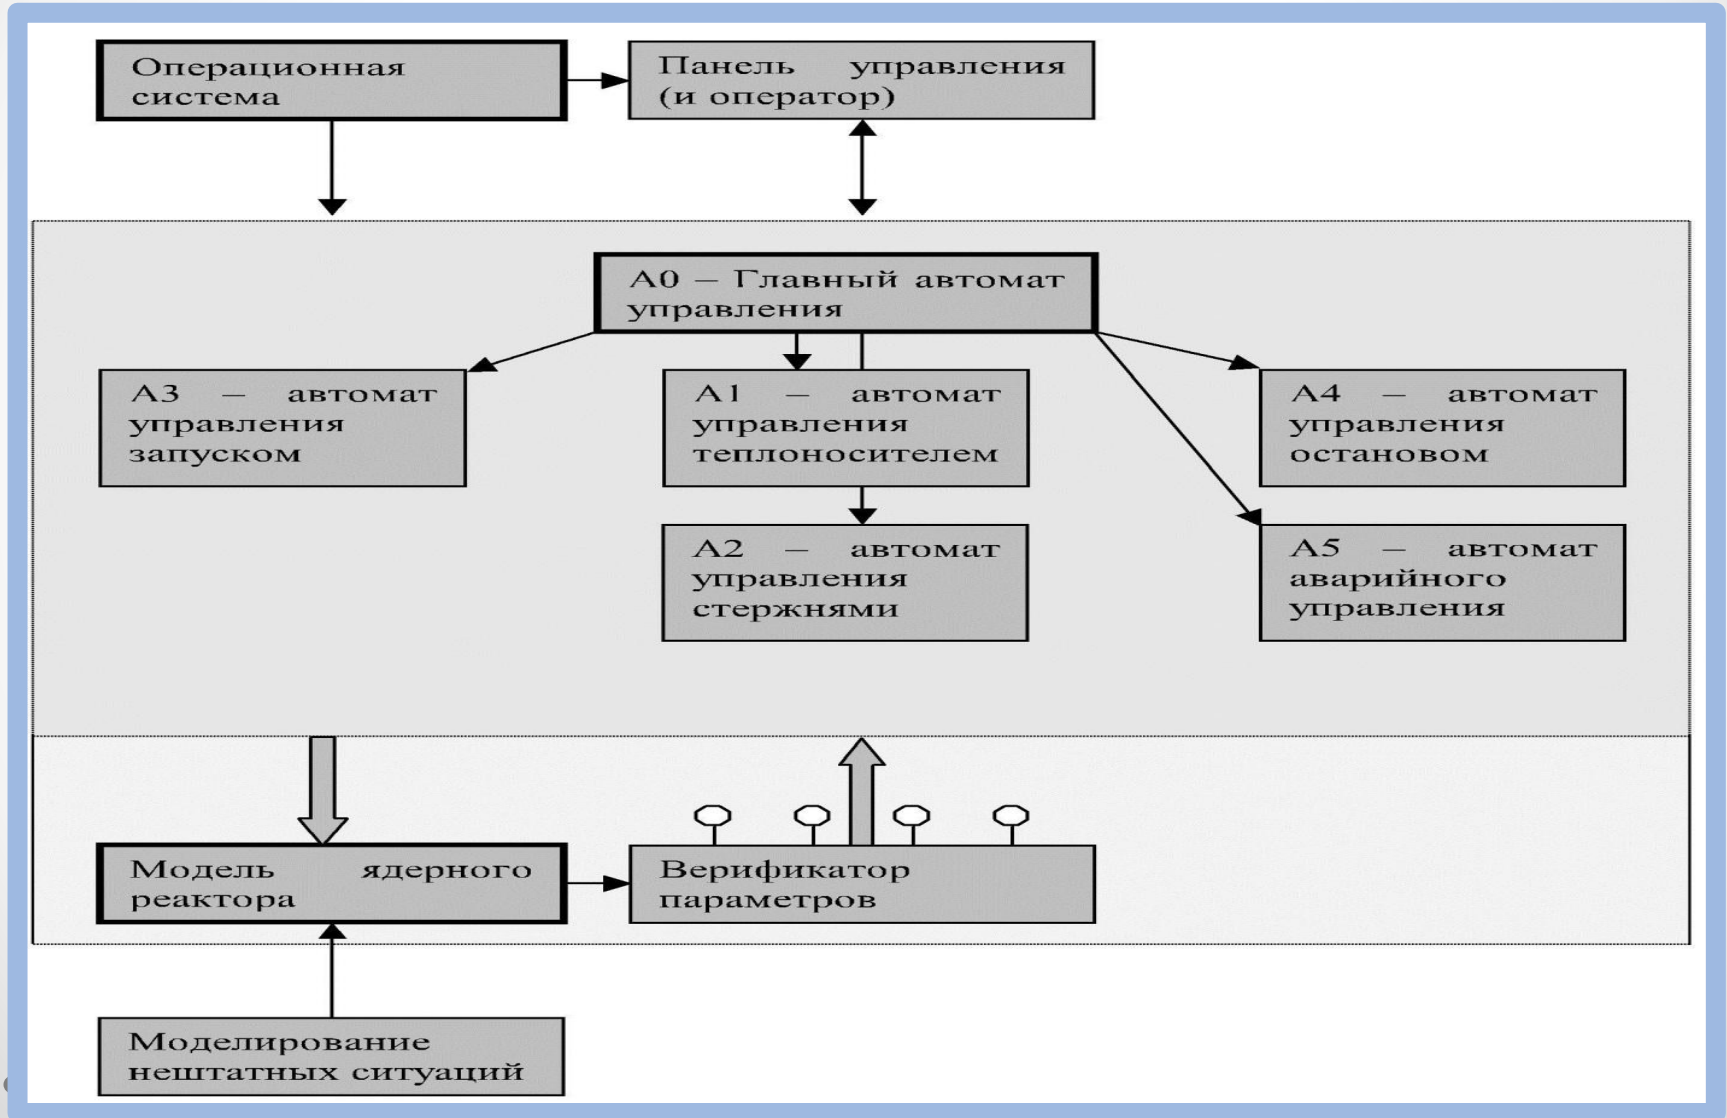 Операционная
система
Панель управления
(и оператор)
А0 – Главный автомат
управления
А3 – автомат
управления
запуском
А1 – автомат
управления
теплоносителем
А4 – автомат
управления
остановом
А2 – автомат
управления
стержнями
А5 – автомат
аварийного
управления
Модель ядерного
реактора
Верификатор
параметров
Моделирование
нештатных ситуаций